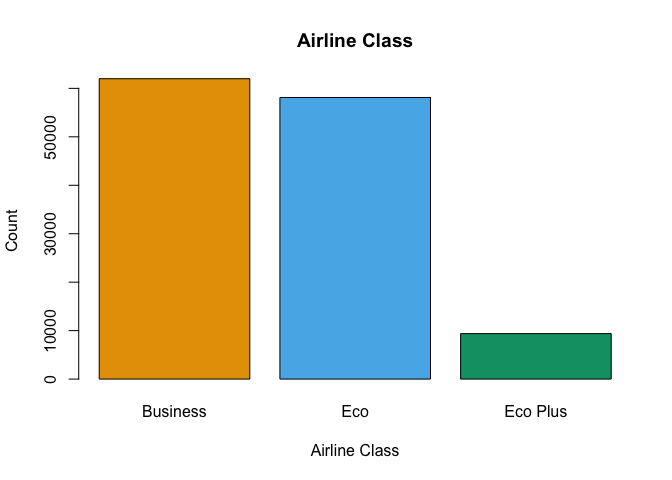 Airline Class
Count
50000
30000
10000
0
Business Eco Eco Plus
Airline Class